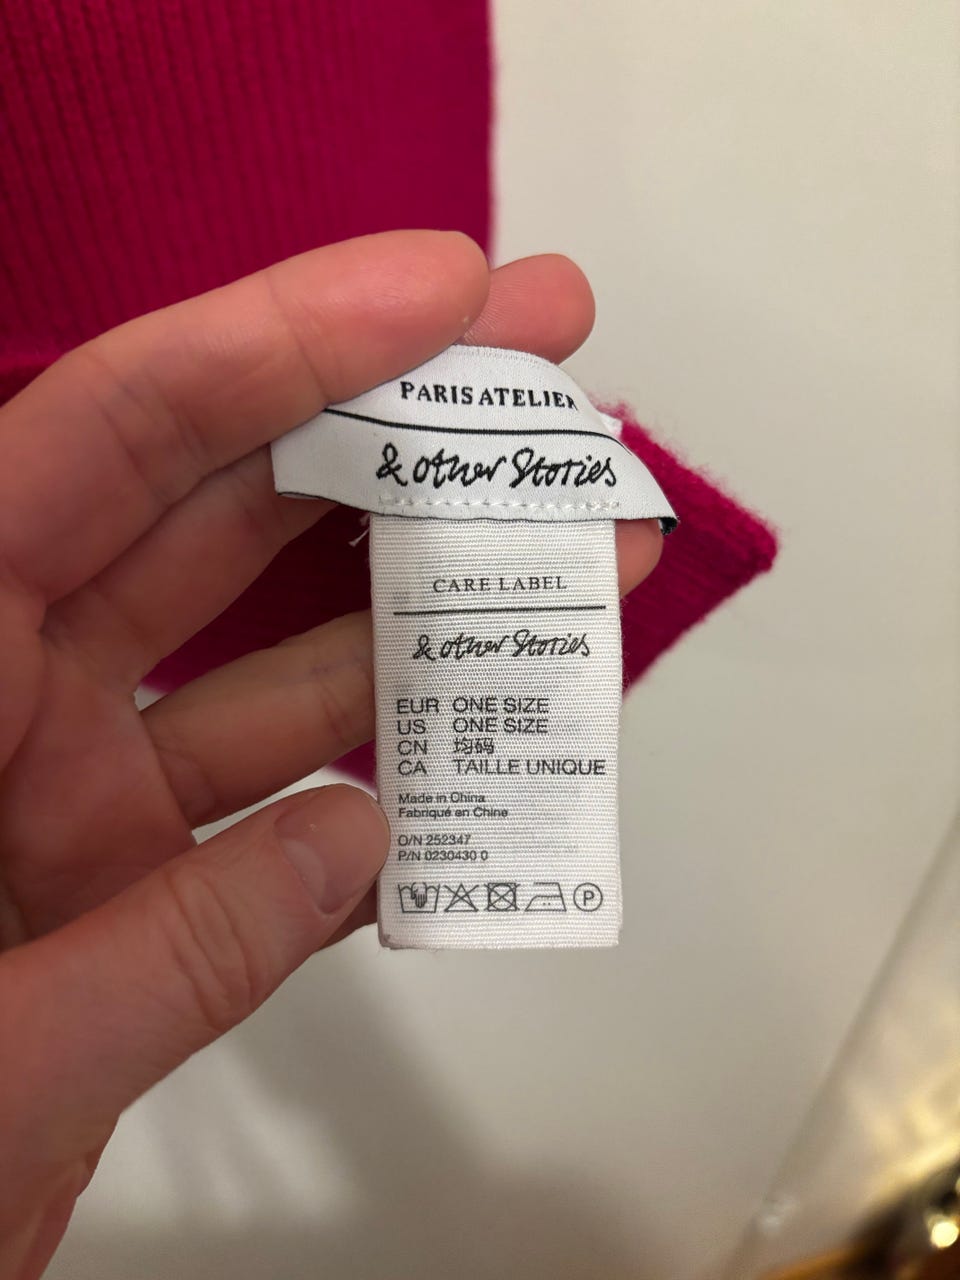 PARIS ATELIER
& other Stories
CARE LABEL
& other Stories
EUR ONE SIZE
US ONE SIZE
CN 均码
CA TAILLE UNIQUE
Made in China
Fabriqué en Chine
O/N 252347
P/N 0230430 0
P